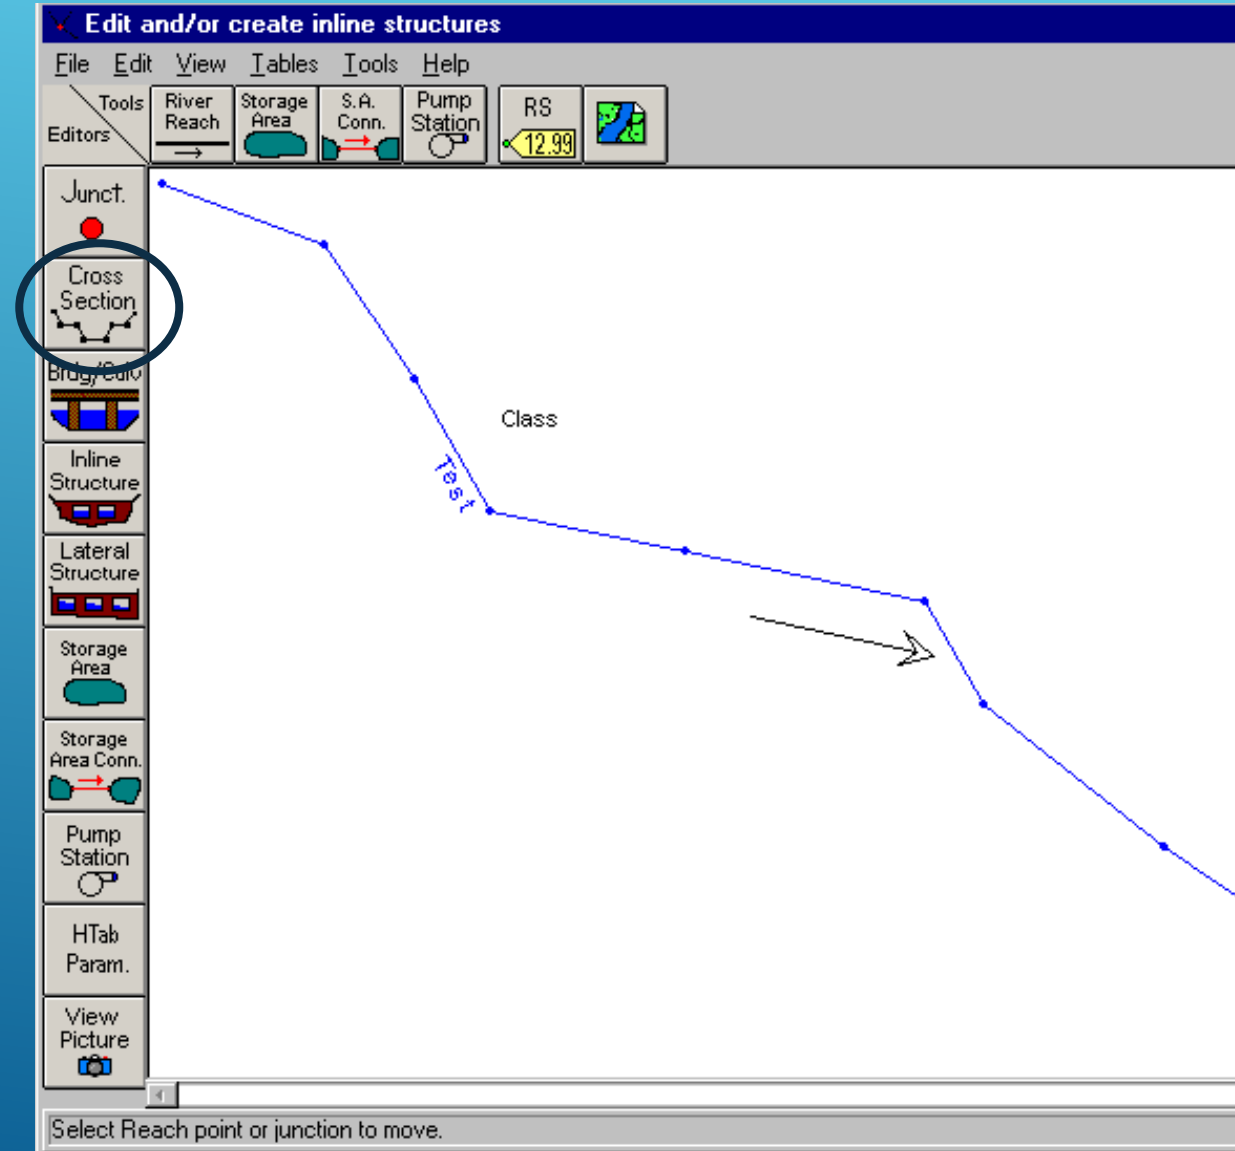 Edit and/or create inline structures
File Edit View Tables Tools Help
Tools
Editors
River
Reach
Storage
Area
S.A.
Conn.
Pump
Station
RS
12.99
Junct.
Cross
Section
Brdg/Culv
Inline
Structure
Lateral
Structure
Storage
Area
Storage
Area Conn.
Pump
Station
HTab
Param.
View
Picture
Class
Test
Select Reach point or junction to move.